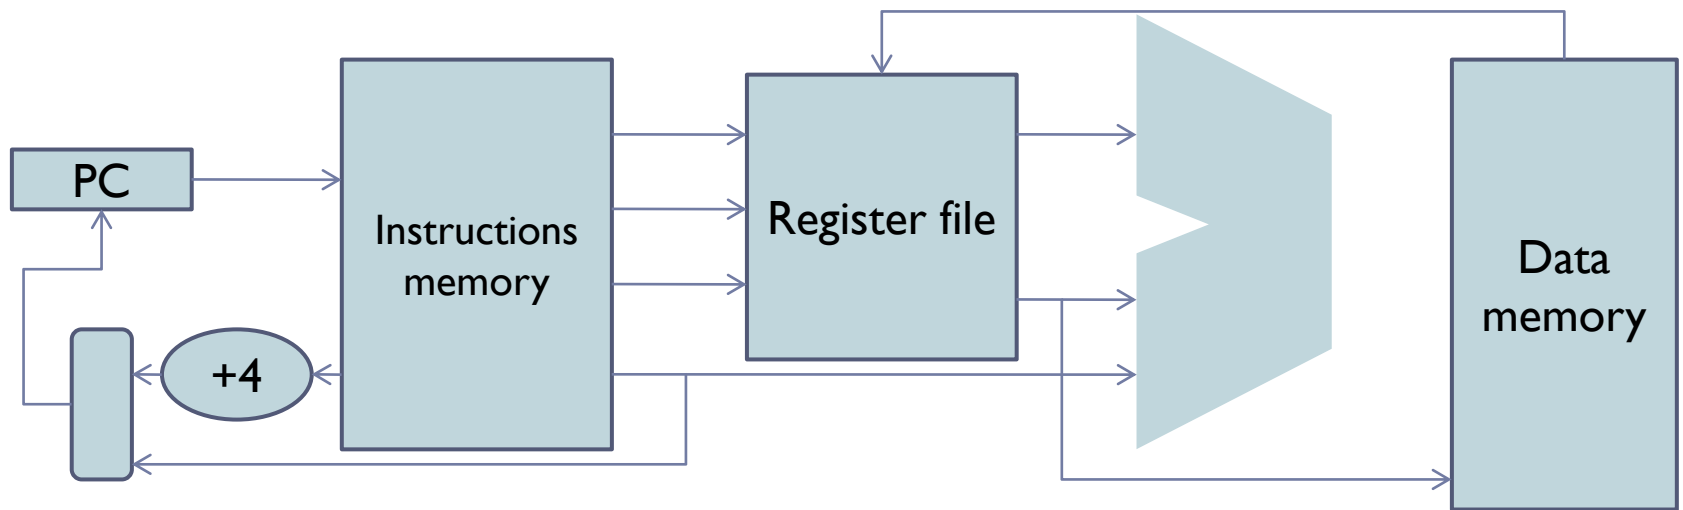 PC
Instructions
memory
Register file
Data
memory
+4